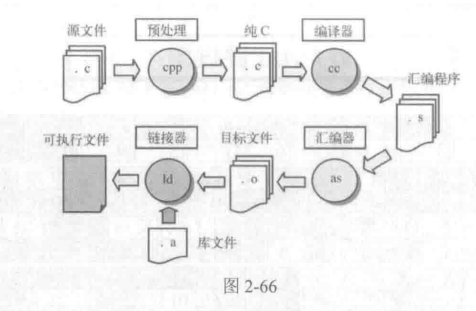 源文件 预处理 纯 C 编译器
. c cpp . c cc
汇编程序
. s
可执行文件 链接器 目标文件 汇编器
ld . o as
. a 库文件
图 2-66